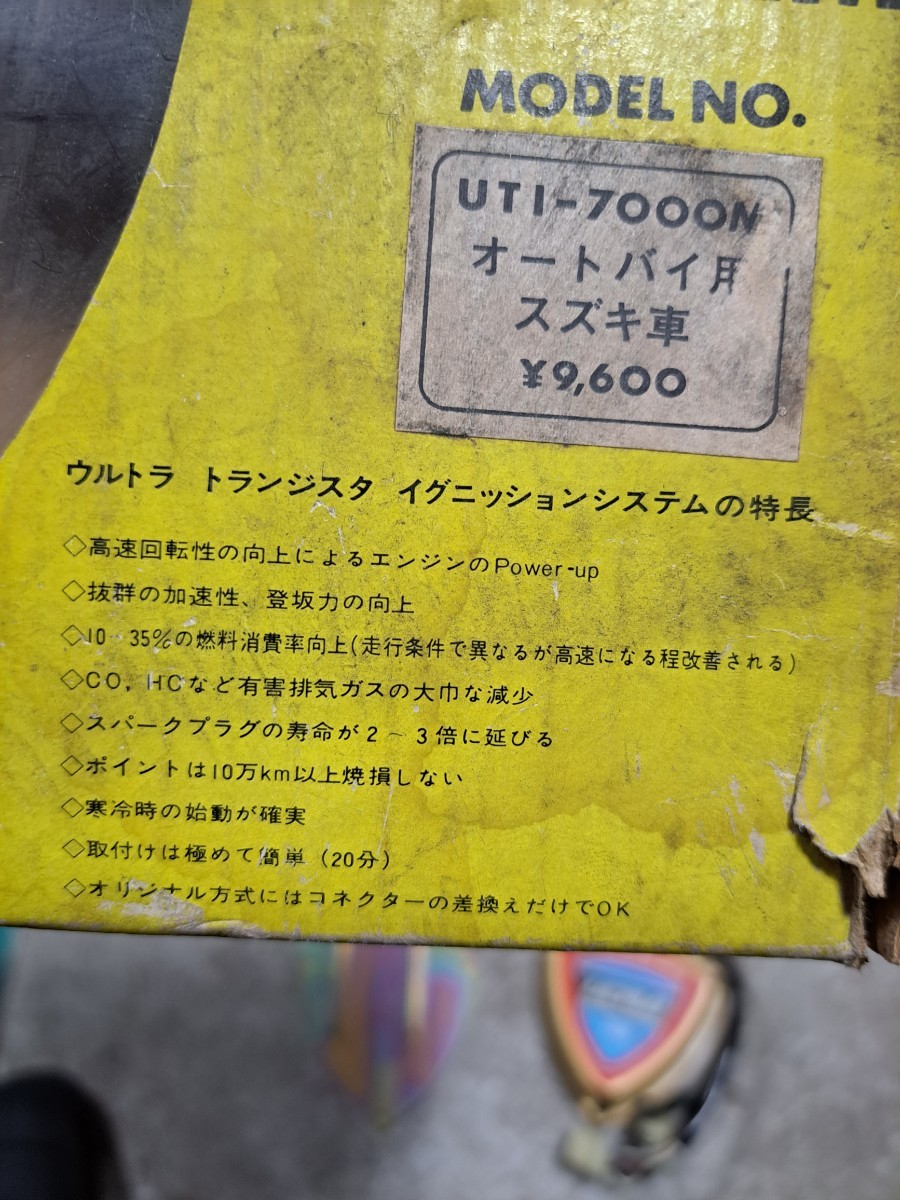 MODEL NO.
UTI-7000N
オートバイ用
スズキ車
¥9,600
ウルトラ トランジスタ イグニッションシステムの特長
◇高速回転性の向上によるエンジンのPower-up
◇抜群の加速性、登坂力の向上
◇10~35%の燃料消費率向上(走行条件で異なるが高速になる程改善される)
◇CO, HCなど有害排気ガスの大巾な減少
◇スパークプラグの寿命が2~3倍に延びる
◇ポイントは10万km以上焼損しない
◇寒冷時の始動が確実
◇取付けは極めて簡単(20分)
◇オリジナル方式にはコネクターの差換えだけでOK